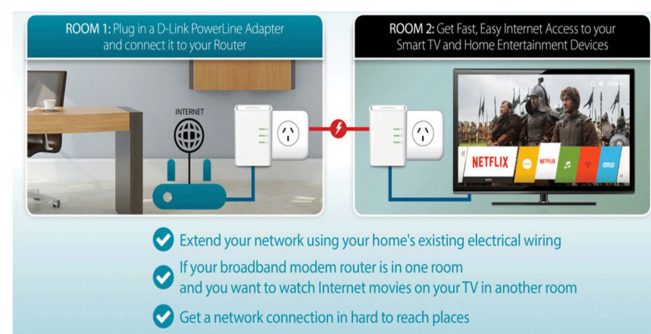 ROOM 1: Plug in a D-Link PowerLine Adapter
and connect it to your Router
ROOM 2: Get Fast, Easy Internet Access to your
Smart TV and Home Entertainment Devices
INTERNET
NETFLIX
NETFLIX
✓ Extend your network using your home's existing electrical wiring
✓ If your broadband modem router is in one room
and you want to watch Internet movies on your TV in another room
✓ Get a network connection in hard to reach places